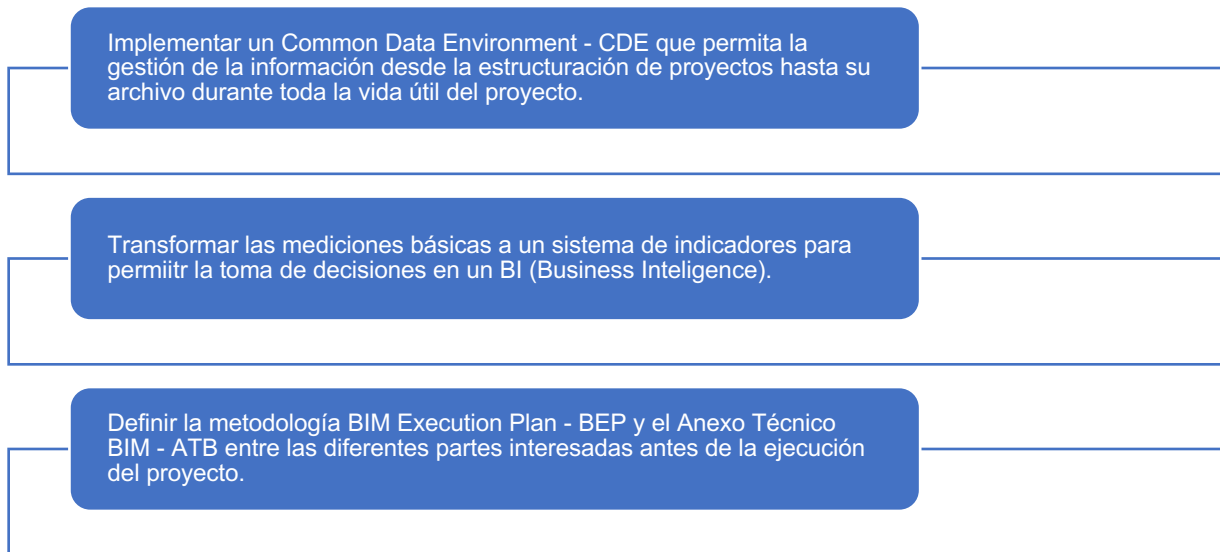 Implementar un Common Data Environment - CDE que permita la
gestión de la información desde la estructuración de proyectos hasta su
archivo durante toda la vida útil del proyecto.
Transformar las mediciones básicas a un sistema de indicadores para
permiitr la toma de decisiones en un BI (Business Inteligence).
Definir la metodología BIM Execution Plan - BEP y el Anexo Técnico
BIM - ATB entre las diferentes partes interesadas antes de la ejecución
del proyecto.